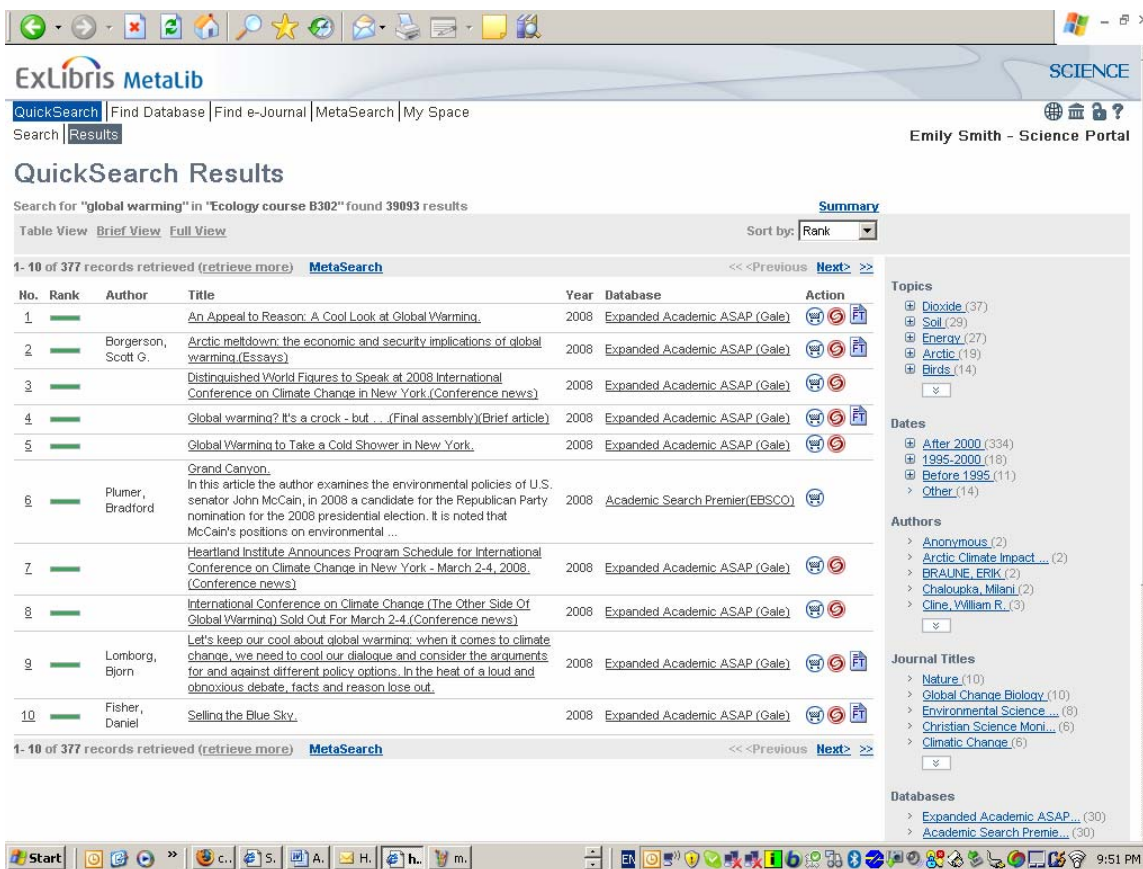 ExLibris MetaLib
SCIENCE
QuickSearch Find Database Find e-Journal MetaSearch My Space
Search Results
Emily Smith - Science Portal
QuickSearch Results
Search for "global warming" in "Ecology course B302" found 39093 results
Summary
Table View Brief View Full View
Sort by: Rank
1- 10 of 377 records retrieved (retrieve more) MetaSearch
<< <Previous Next> >>
No. Rank Author Title Year Database Action
1 An Appeal to Reason: A Cool Look at Global Warming. 2008 Expanded Academic ASAP (Gale) FT
2 Borgerson, Scott G. Arctic meltdown: the economic and security implications of global
warming.(Essays) 2008 Expanded Academic ASAP (Gale) FT
3 Distinguished World Figures to Speak at 2008 International
Conference on Climate Change in New York.(Conference news) 2008 Expanded Academic ASAP (Gale)
4 Global warming? It's a crock - but . . .(Final assembly)(Brief article) 2008 Expanded Academic ASAP (Gale) FT
5 Global Warming to Take a Cold Shower in New York. 2008 Expanded Academic ASAP (Gale)
Grand Canyon.
In this article the author examines the environmental policies of U.S.
6 Plumer, Bradford senator John McCain, in 2008 a candidate for the Republican Party 2008 Academic Search Premier(EBSCO)
nomination for the 2008 presidential election. It is noted that
McCain's positions on environmental ...
Heartland Institute Announces Program Schedule for International
7 Conference on Climate Change in New York - March 2-4, 2008. 2008 Expanded Academic ASAP (Gale)
(Conference news)
8 International Conference on Climate Change (The Other Side Of
Global Warming) Sold Out For March 2-4.(Conference news) 2008 Expanded Academic ASAP (Gale)
Let's keep our cool about global warming: when it comes to climate
9 Lomborg, Bjorn change, we need to cool our dialogue and consider the arguments 2008 Expanded Academic ASAP (Gale) FT
for and against different policy options. In the heat of a loud and
obnoxious debate, facts and reason lose out.
10 Fisher, Daniel Selling the Blue Sky. 2008 Expanded Academic ASAP (Gale) FT
1- 10 of 377 records retrieved (retrieve more) MetaSearch
<< <Previous Next> >>
Topics
Dioxide (37)
Soil (29)
Energy (27)
Arctic (19)
Birds (14)
Dates
After 2000 (334)
1995-2000 (18)
Before 1995 (11)
Other (14)
Authors
Anonymous (2)
Arctic Climate Impact ... (2)
BRAUNE, ERIK (2)
Chaloupka, Milani (2)
Cline, William R. (3)
Journal Titles
Nature (10)
Global Change Biology (10)
Environmental Science ... (8)
Christian Science Moni... (6)
Climatic Change (6)
Databases
Expanded Academic ASAP... (30)
Academic Search Premie... (30)
Start c.. S. A. H. h.. m. EN 9:51 PM